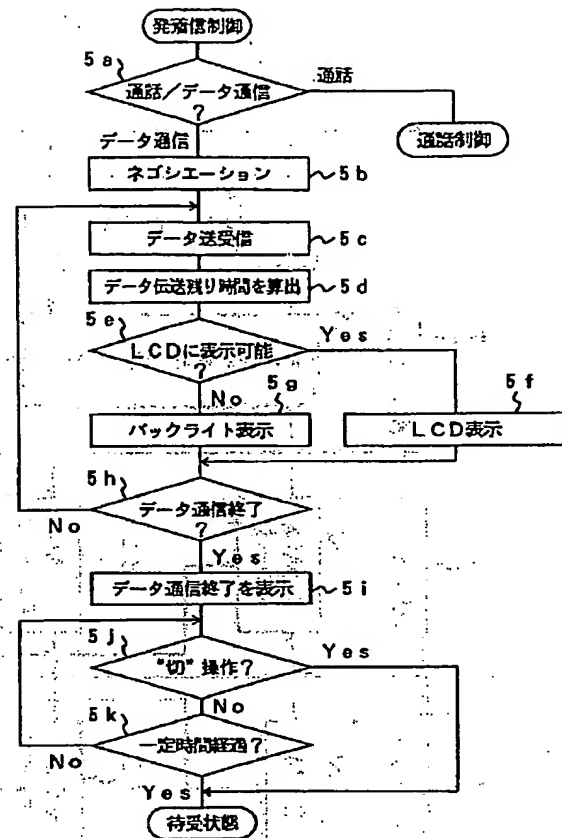 発着信制御
5a
通話／データ通信
?
通話
通話制御
データ通信
ネゴシエーション
5b
データ送受信
5c
データ伝送残り時間を算出
5d
5e
LCDに表示可能
?
Yes
No
5g
バックライト表示
5f
LCD表示
5h
データ通信終了
?
No
Yes
データ通信終了を表示
5i
5j
"切"操作?
Yes
No
5k
一定時間経過?
No
Yes
待受状態